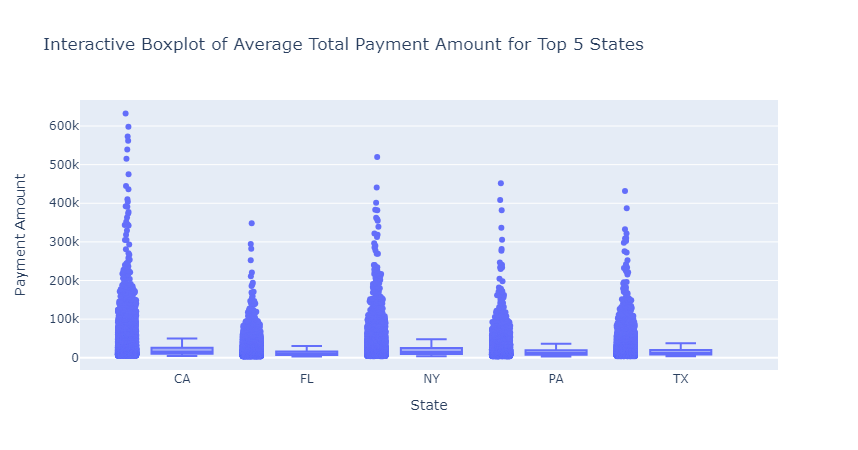 Interactive Boxplot of Average Total Payment Amount for Top 5 States
Payment Amount
600k
500k
400k
300k
200k
100k
0
CA FL NY PA TX
State